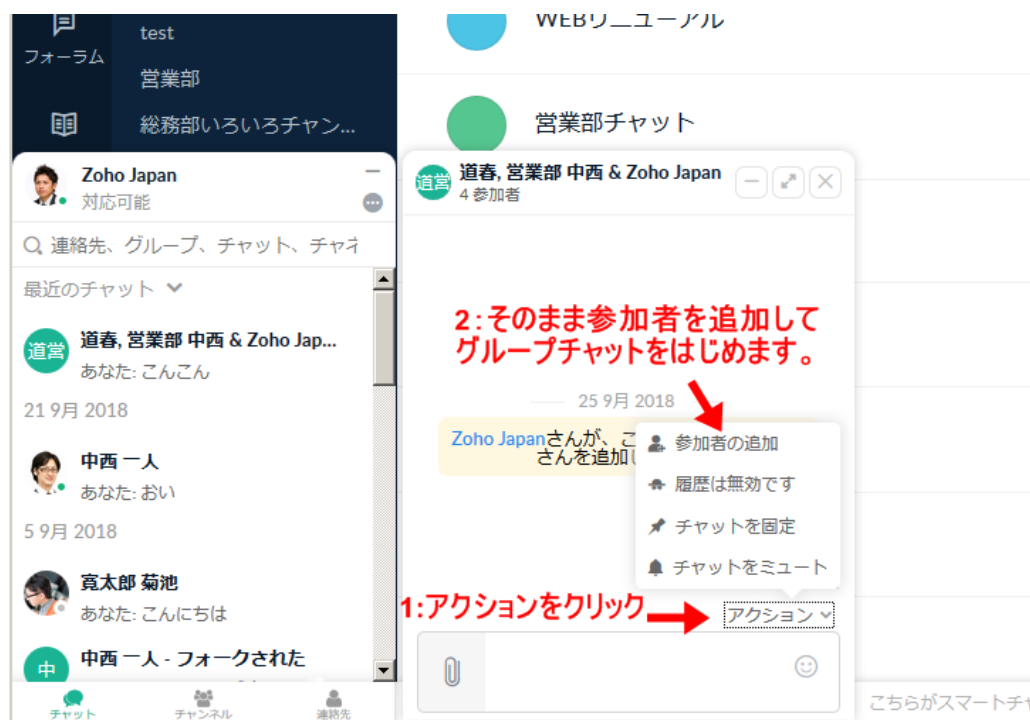 フォーラム
test
営業部
総務部いろいろチャン...
WEBリニューアル
営業部チャット
Zoho Japan
対応可能
連絡先、グループ、チャット、チャネ
最近のチャット
道営
道春, 営業部 中西 & Zoho Jap...
あなた: こんこん
21 9月 2018
中西 一人
あなた: おい
5 9月 2018
寛太郎 菊池
あなた: こんにちは
中
中西 一人 - フォークされた
チャット
チャンネル
連絡先
道営
道春, 営業部 中西 & Zoho Japan
4 参加者
2:そのまま参加者を追加して
グループチャットをはじめます。
25 9月 2018
Zoho Japanさんが、こ
さんを追加し
参加者の追加
履歴は無効です
チャットを固定
チャットをミュート
1:アクションをクリック
アクション
こちらがスマートチャ